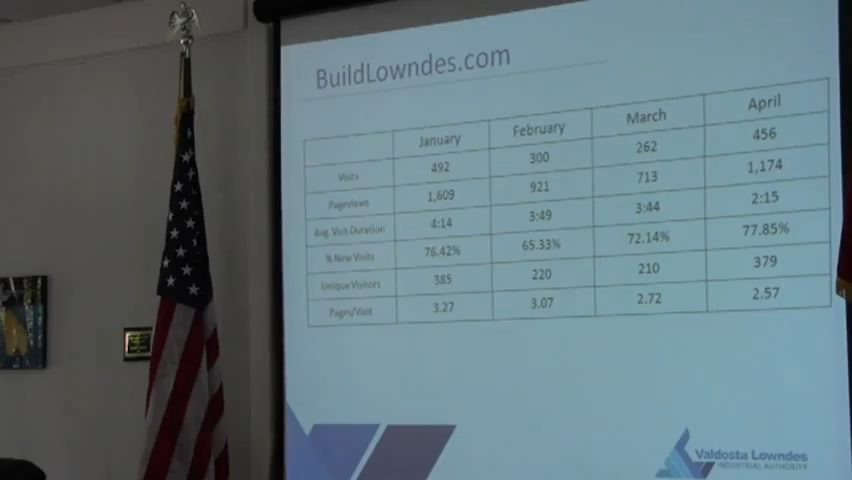 BuildLowndes.com
January February March April
Visits 492 300 262 456
Pageviews 1,609 921 713 1,174
Avg. Visit Duration 4:14 3:49 3:44 2:15
% New Visits 76.42% 65.33% 72.14% 77.85%
Unique Visitors 385 220 210 379
Pages/Visit 3.27 3.07 2.72 2.57
Valdosta Lowndes
INDUSTRIAL AUTHORITY